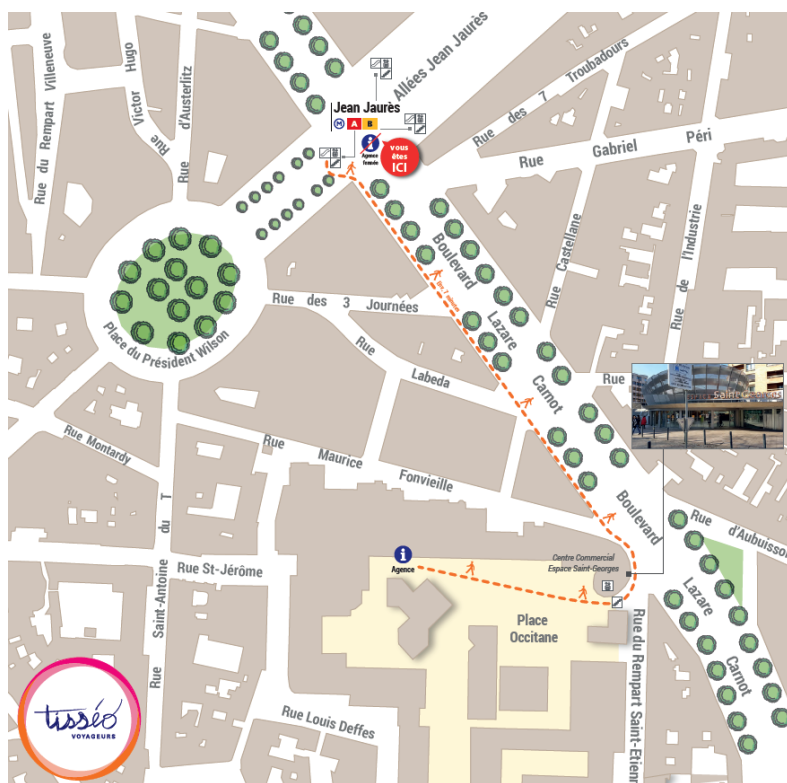 Rue du Rempart Villeneuve
Rue Victor Hugo
Rue d'Austerlitz
Allées Jean Jaurès
Rue des 7 Troubadours
Jean Jaurès
M A B
i
Agence
fermée
vous
êtes
ICI
Rue Gabriel Péri
Rue Castellane
Rue de l'Industrie
Boulevard Lazare Carnot
Rue des 3 Journées
Place du Président Wilson
Rue Labeda
Rue
Saint-Georges
Rue Montardy
Rue Maurice Fonvieille
Rue Saint-Antoine du T
Rue St-Jérôme
i
Agence
Centre Commercial
Espace Saint-Georges
Boulevard Lazare Carnot
Rue d'Aubuisson
Place
Occitane
Rue du Rempart Saint-Etienne
Rue Louis Deffes
tisséo
VOYAGEURS